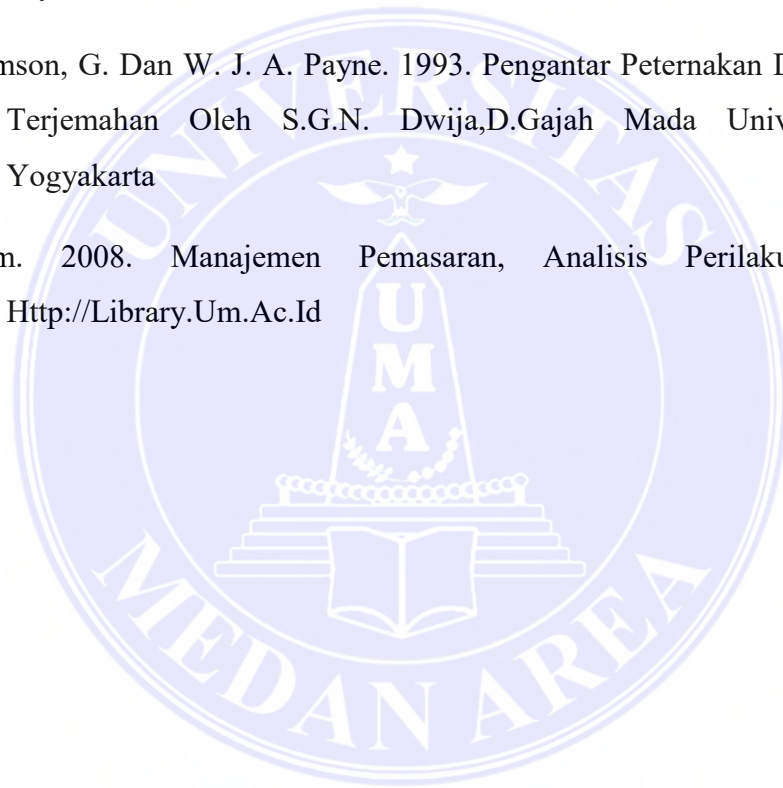 mson, G. Dan W. J. A. Payne. 1993. Pengantar Peternakan
Terjemahan Oleh S.G.N. Dwija,D.Gajah Mada Univ
Yogyakarta
m. 2008. Manajemen Pemasaran, Analisis Perilaku
Http://Library.Um.Ac.Id
UNIVERSITAS
UMA
MEDAN AREA